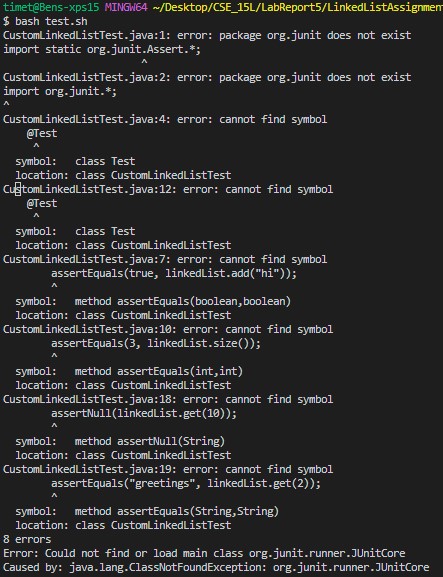 timet@Bens-xps15 MINGW64 ~/Desktop/CSE_15L/LabReport5/LinkedListAssignmen
$ bash test.sh
CustomLinkedListTest.java:1: error: package org.junit does not exist
import static org.junit.Assert.*;
                       ^
CustomLinkedListTest.java:2: error: package org.junit does not exist
import org.junit.*;
^
CustomLinkedListTest.java:4: error: cannot find symbol
    @Test
     ^
  symbol:   class Test
  location: class CustomLinkedListTest
CustomLinkedListTest.java:12: error: cannot find symbol
    @Test
     ^
  symbol:   class Test
  location: class CustomLinkedListTest
CustomLinkedListTest.java:7: error: cannot find symbol
        assertEquals(true, linkedList.add("hi"));
        ^
  symbol:   method assertEquals(boolean,boolean)
  location: class CustomLinkedListTest
CustomLinkedListTest.java:10: error: cannot find symbol
        assertEquals(3, linkedList.size());
        ^
  symbol:   method assertEquals(int,int)
  location: class CustomLinkedListTest
CustomLinkedListTest.java:18: error: cannot find symbol
        assertNull(linkedList.get(10));
        ^
  symbol:   method assertNull(String)
  location: class CustomLinkedListTest
CustomLinkedListTest.java:19: error: cannot find symbol
        assertEquals("greetings", linkedList.get(2));
        ^
  symbol:   method assertEquals(String,String)
  location: class CustomLinkedListTest
8 errors
Error: Could not find or load main class org.junit.runner.JUnitCore
Caused by: java.lang.ClassNotFoundException: org.junit.runner.JUnitCore